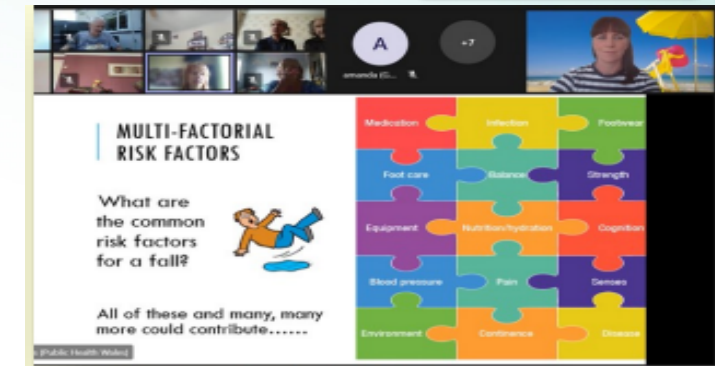 A
+7
amanda (C...
MULTI-FACTORIAL
RISK FACTORS
What are
the common
risk factors
for a fall?
All of these and many, many
more could contribute......
Medication Infection Footwear
Foot care Balance Strength
Equipment Nutrition/hydration Cognition
Blood pressure Pain Senses
Environment Continence Disease
(Public Health Wales)